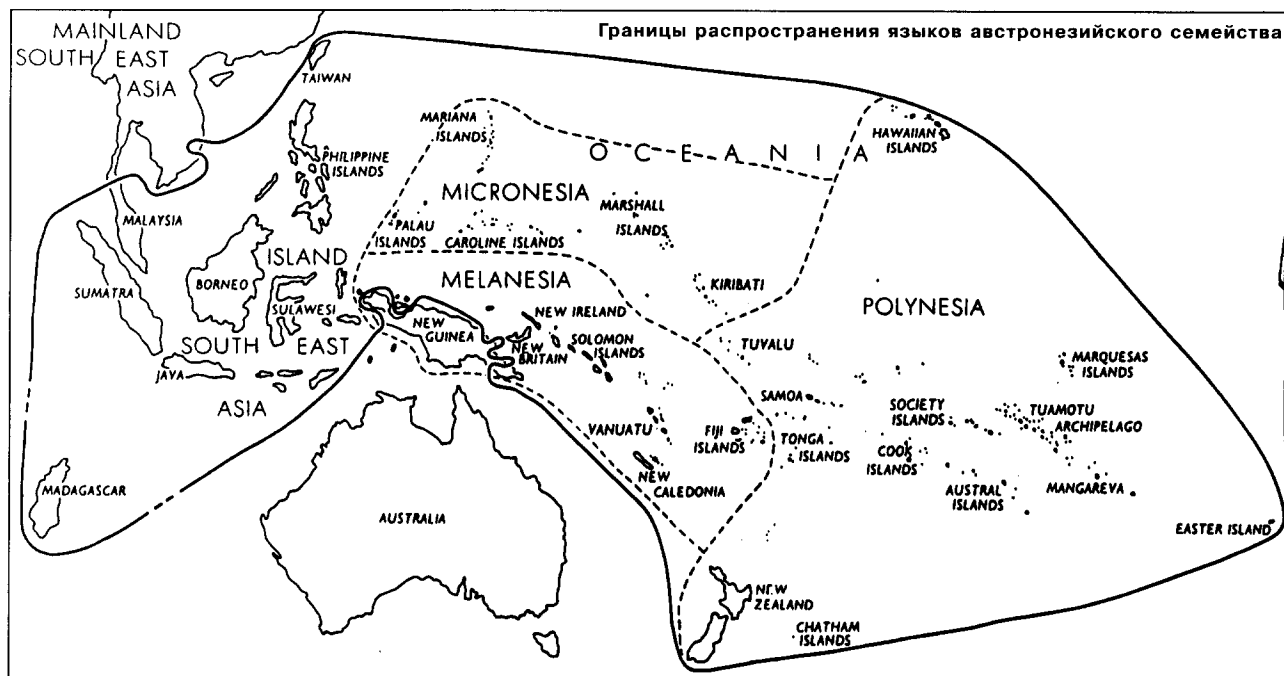 Границы распространения языков австронезийского семейства
MAINLAND
SOUTH EAST
ASIA
TAIWAN
PHILIPPINE
ISLANDS
MALAYSIA
SUMATRA
BORNEO
ISLAND
SULAWESI
SOUTH EAST
JAVA
ASIA
MADAGASCAR
AUSTRALIA
OCEANIA
MARIANA
ISLANDS
MICRONESIA
PALAU
ISLANDS
CAROLINE ISLANDS
MARSHALL
ISLANDS
KIRIBATI
MELANESIA
NEW
GUINEA
NEW IRELAND
NEW
BRITAIN
SOLOMON
ISLANDS
VANUATU
FIJI
ISLANDS
NEW
CALEDONIA
HAWAIIAN
ISLANDS
POLYNESIA
TUVALU
SAMOA
TONGA
ISLANDS
SOCIETY
ISLANDS
COOK
ISLANDS
AUSTRAL
ISLANDS
MARQUESAS
ISLANDS
TUAMOTU
ARCHIPELAGO
MANGAREVA
EASTER ISLAND
NEW
ZEALAND
CHATHAM
ISLANDS